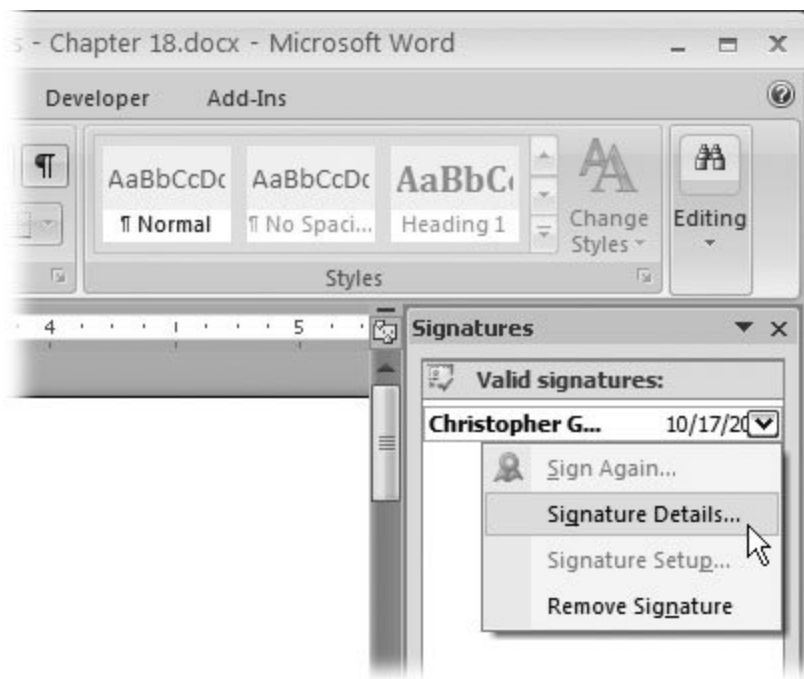 - Chapter 18.docx - Microsoft Word
Developer Add-Ins
¶ AaBbCcDc AaBbCcDc AaBbC
¶ Normal ¶ No Spaci... Heading 1 Change Styles Editing
Styles
4 5 Signatures
Valid signatures:
Christopher G... 10/17/20
Sign Again...
Signature Details...
Signature Setup...
Remove Signature